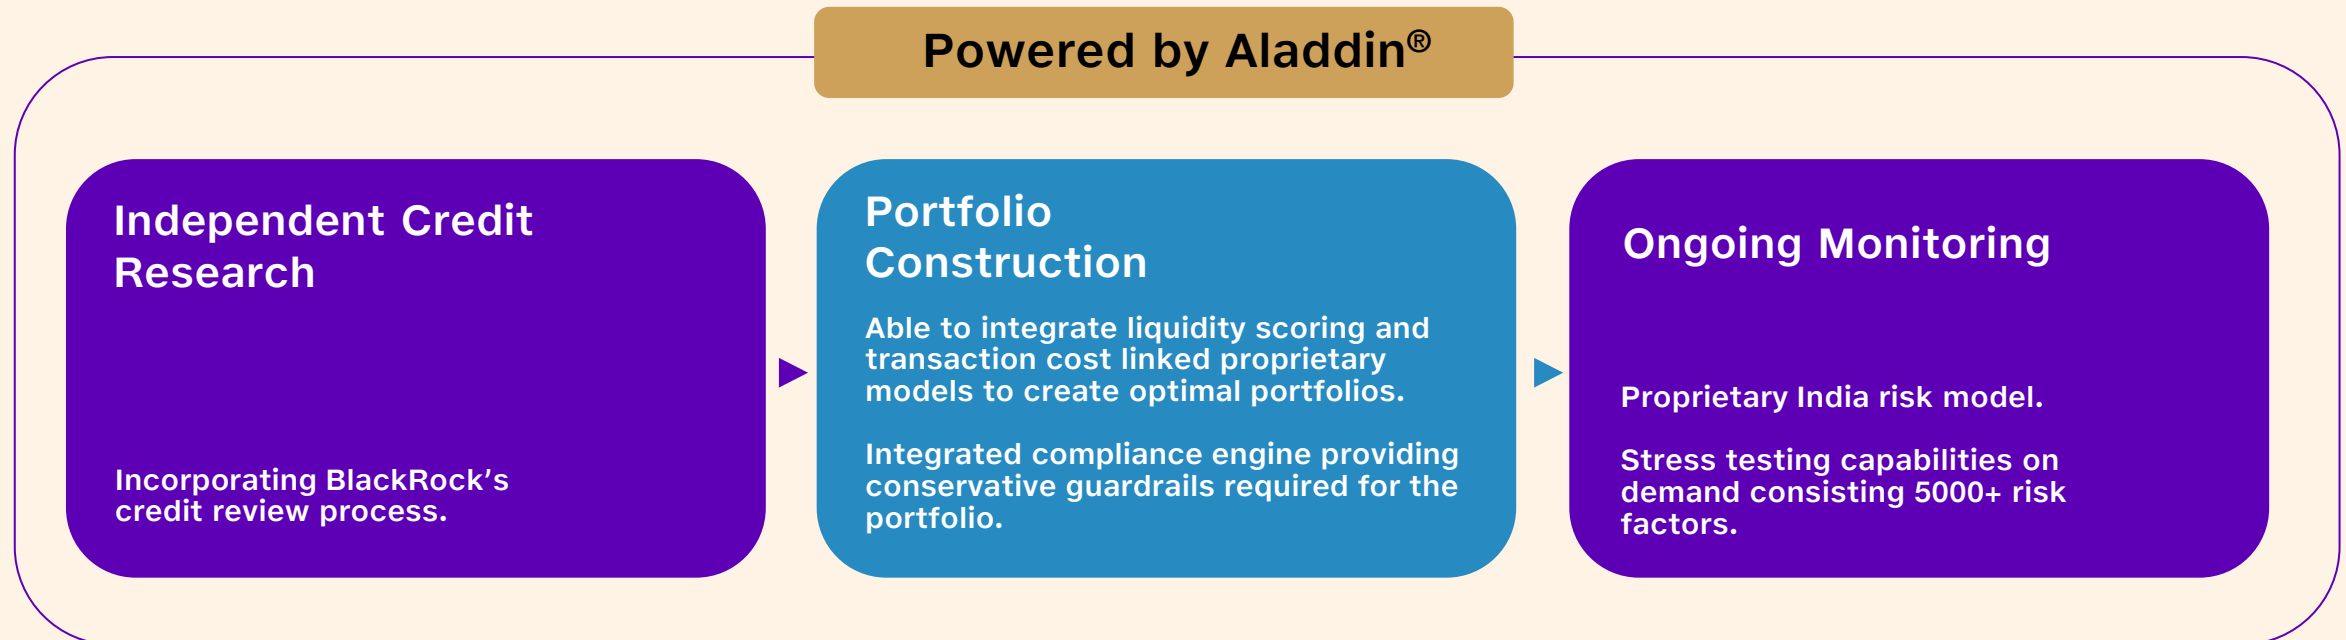 Powered by Aladdin®
Independent Credit
Research
Incorporating BlackRock’s
credit review process.
Portfolio
Construction
Able to integrate liquidity scoring and
transaction cost linked proprietary
models to create optimal portfolios.
Integrated compliance engine providing
conservative guardrails required for the
portfolio.
Ongoing Monitoring
Proprietary India risk model.
Stress testing capabilities on
demand consisting 5000+ risk
factors.